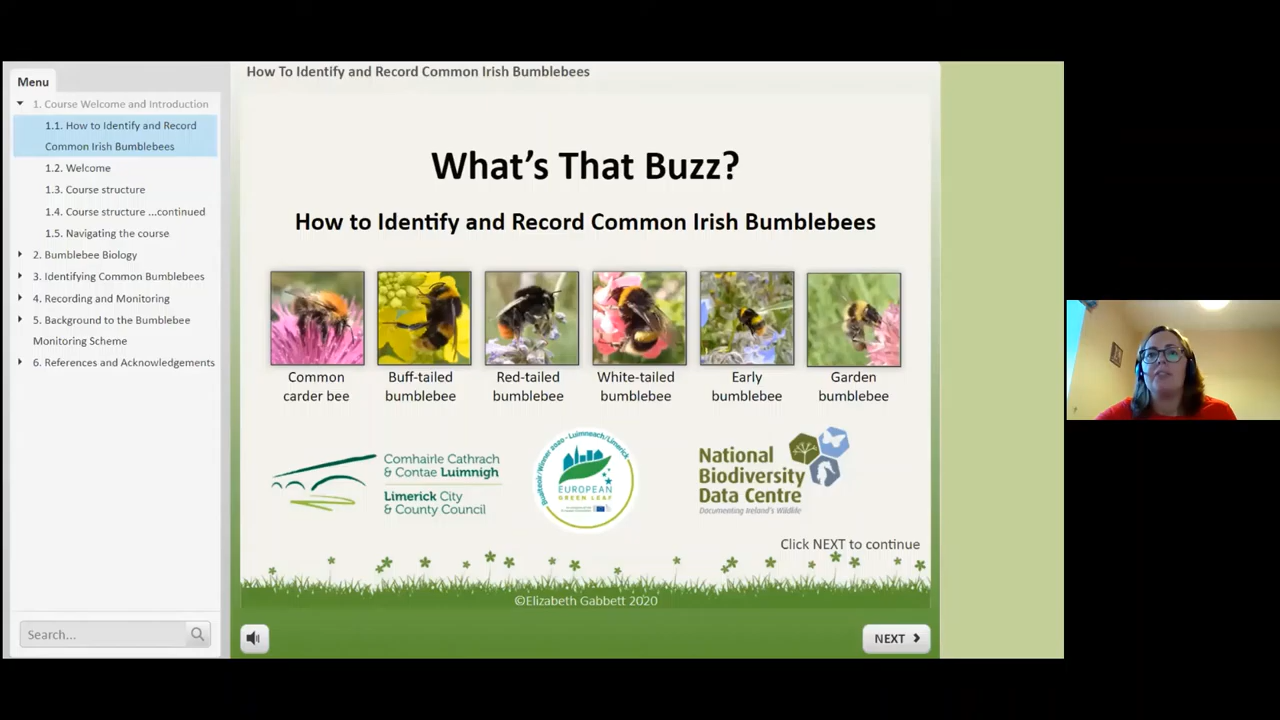 How To Identify and Record Common Irish Bumblebees
Menu
1. Course Welcome and Introduction
1.1. How to Identify and Record
Common Irish Bumblebees
1.2. Welcome
1.3. Course structure
1.4. Course structure ...continued
1.5. Navigating the course
2. Bumblebee Biology
3. Identifying Common Bumblebees
4. Recording and Monitoring
5. Background to the Bumblebee
Monitoring Scheme
6. References and Acknowledgements
Search...
What's That Buzz?
How to Identify and Record Common Irish Bumblebees
Common
carder bee
Buff-tailed
bumblebee
Red-tailed
bumblebee
White-tailed
bumblebee
Early
bumblebee
Garden
bumblebee
Comhairle Cathrach
& Contae Luimnigh
Limerick City
& County Council
Winner 2020 - Luimneach/Limerick
EUROPEAN
GREEN LEAF
National
Biodiversity
Data Centre
Documenting Ireland's Wildlife
Click NEXT to continue
©Elizabeth Gabbett 2020
NEXT